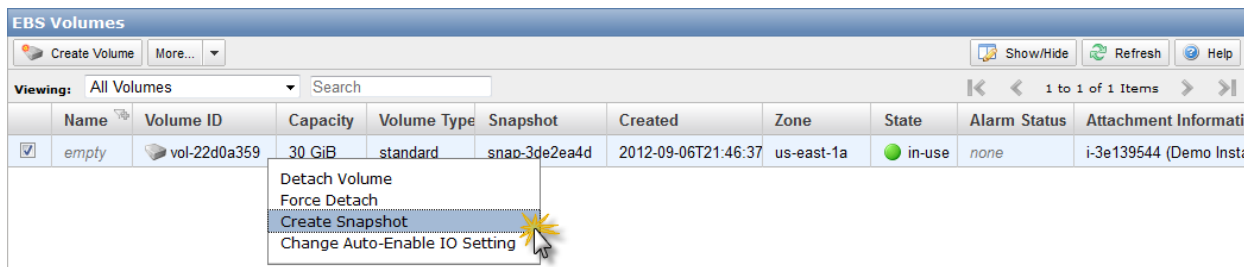 EBS Volumes
Create Volume More... Show/Hide Refresh Help
Viewing: All Volumes Search 1 to 1 of 1 Items
Name Volume ID Capacity Volume Type Snapshot Created Zone State Alarm Status Attachment Informati
empty vol-22d0a359 30 GiB standard snap-3de2ea4d 2012-09-06T21:46:37 us-east-1a in-use none i-3e139544 (Demo Insta
Detach Volume
Force Detach
Create Snapshot
Change Auto-Enable IO Setting